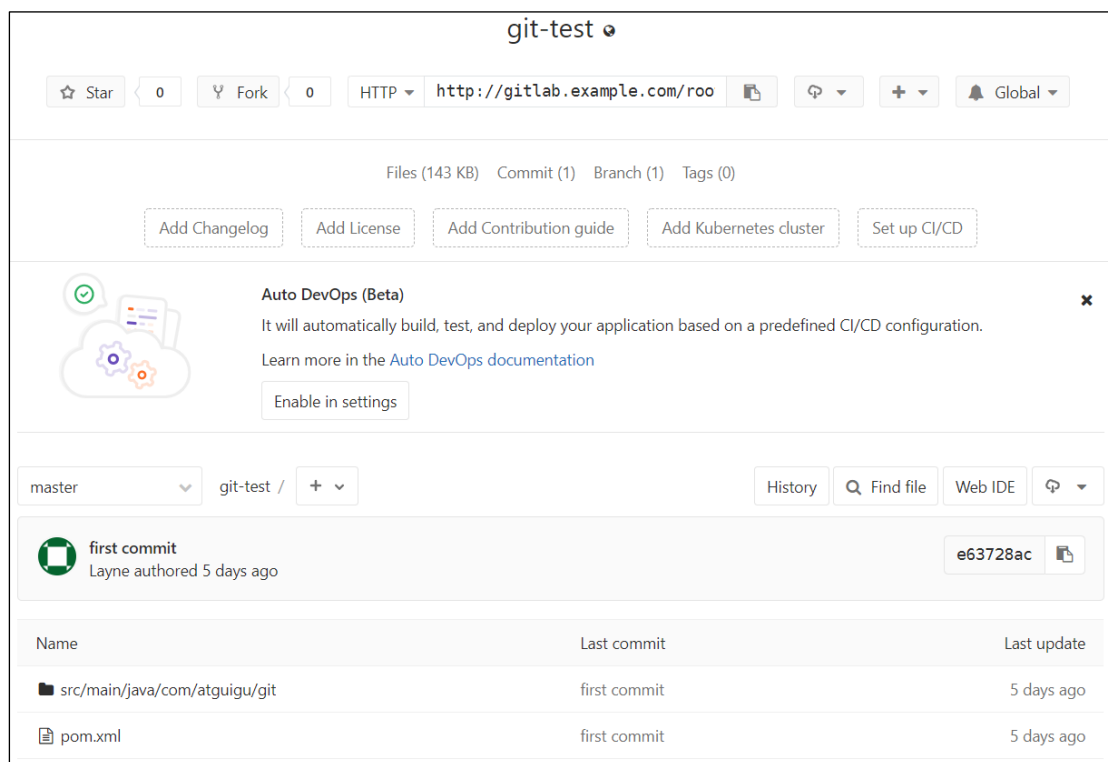 git-test
Star 0 Fork 0 HTTP http://gitlab.example.com/roo + Global
Files (143 KB) Commit (1) Branch (1) Tags (0)
Add Changelog Add License Add Contribution guide Add Kubernetes cluster Set up CI/CD
Auto DevOps (Beta)
It will automatically build, test, and deploy your application based on a predefined CI/CD configuration.
Learn more in the Auto DevOps documentation
Enable in settings
master git-test / + History Find file Web IDE
first commit
Layne authored 5 days ago
e63728ac
Name Last commit Last update
src/main/java/com/atguigu/git first commit 5 days ago
pom.xml first commit 5 days ago